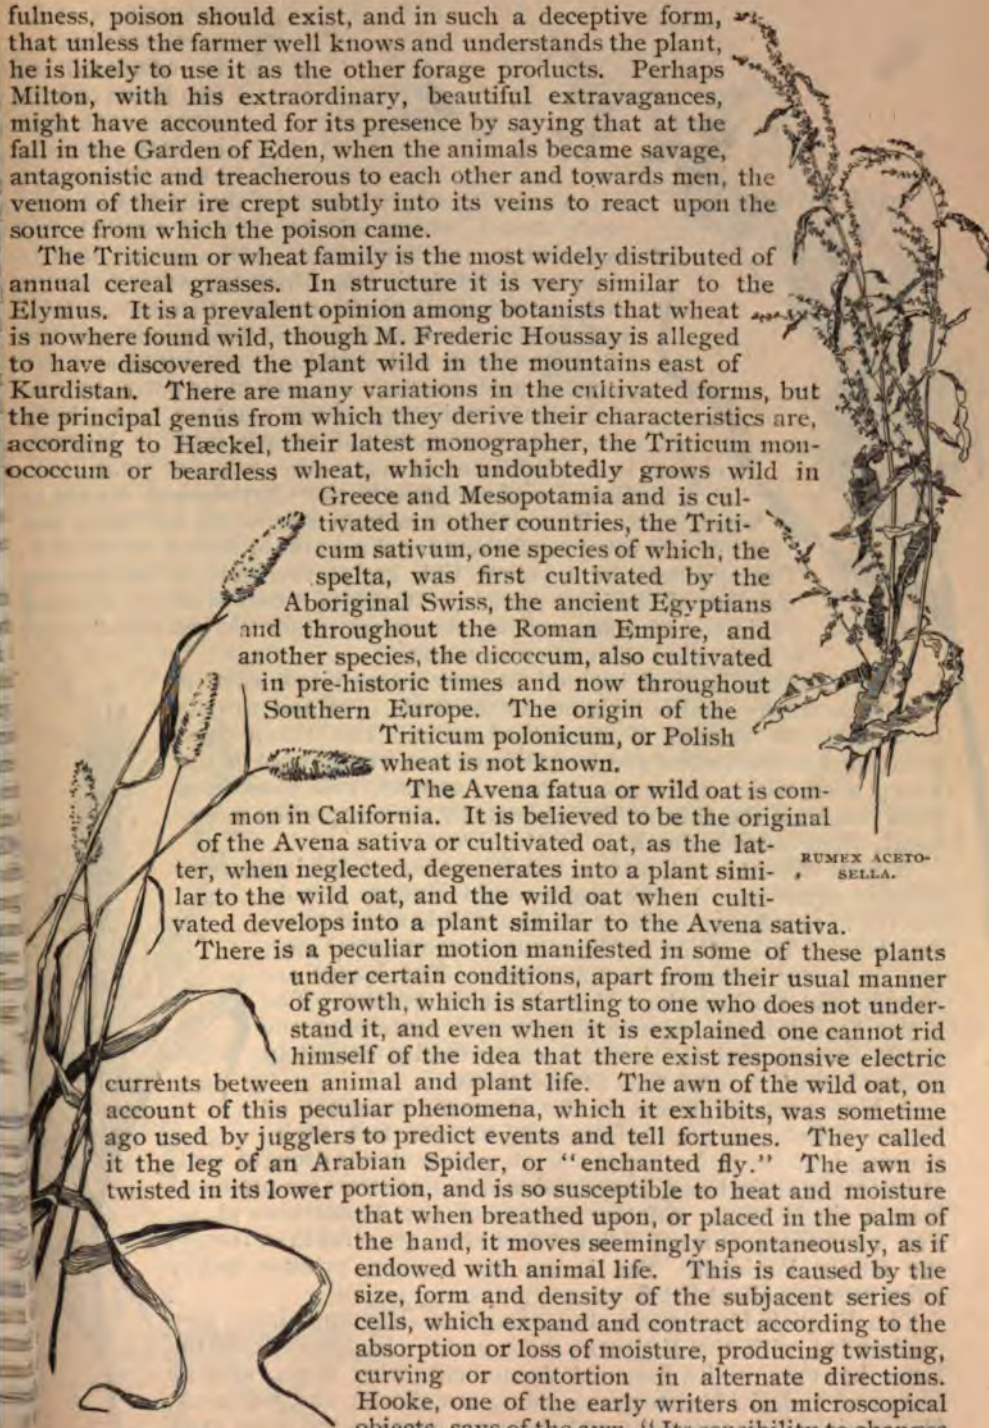 fulness, poison should exist, and in such a deceptive form,
that unless the farmer well knows and understands the plant,
he is likely to use it as the other forage products. Perhaps
Milton, with his extraordinary, beautiful extravagances,
might have accounted for its presence by saying that at the
fall in the Garden of Eden, when the animals became savage,
antagonistic and treacherous to each other and towards men, the
venom of their ire crept subtly into its veins to react upon the
source from which the poison came.
The Triticum or wheat family is the most widely distributed of
annual cereal grasses. In structure it is very similar to the
Elymus. It is a prevalent opinion among botanists that wheat
is nowhere found wild, though M. Frederic Houssay is alleged
to have discovered the plant wild in the mountains east of
Kurdistan. There are many variations in the cultivated forms, but
the principal genus from which they derive their characteristics are,
according to Hæckel, their latest monographer, the Triticum mon-
ococcum or beardless wheat, which undoubtedly grows wild in
Greece and Mesopotamia and is cul-
tivated in other countries, the Triti-
cum sativum, one species of which, the
spelta, was first cultivated by the
Aboriginal Swiss, the ancient Egyptians
and throughout the Roman Empire, and
another species, the dicoccum, also cultivated
in pre-historic times and now throughout
Southern Europe. The origin of the
Triticum polonicum, or Polish
wheat is not known.
The Avena fatua or wild oat is com-
mon in California. It is believed to be the original
of the Avena sativa or cultivated oat, as the lat-
ter, when neglected, degenerates into a plant simi-
lar to the wild oat, and the wild oat when culti-
vated develops into a plant similar to the Avena sativa.
RUMEX ACETO-
SELLA.
There is a peculiar motion manifested in some of these plants
under certain conditions, apart from their usual manner
of growth, which is startling to one who does not under-
stand it, and even when it is explained one cannot rid
himself of the idea that there exist responsive electric
currents between animal and plant life. The awn of the wild oat, on
account of this peculiar phenomena, which it exhibits, was sometime
ago used by jugglers to predict events and tell fortunes. They called
it the leg of an Arabian Spider, or "enchanted fly." The awn is
twisted in its lower portion, and is so susceptible to heat and moisture
that when breathed upon, or placed in the palm of
the hand, it moves seemingly spontaneously, as if
endowed with animal life. This is caused by the
size, form and density of the subjacent series of
cells, which expand and contract according to the
absorption or loss of moisture, producing twisting,
curving or contortion in alternate directions.
Hooke, one of the early writers on microscopical
objects, says of the awn, "Its sensibility to changes